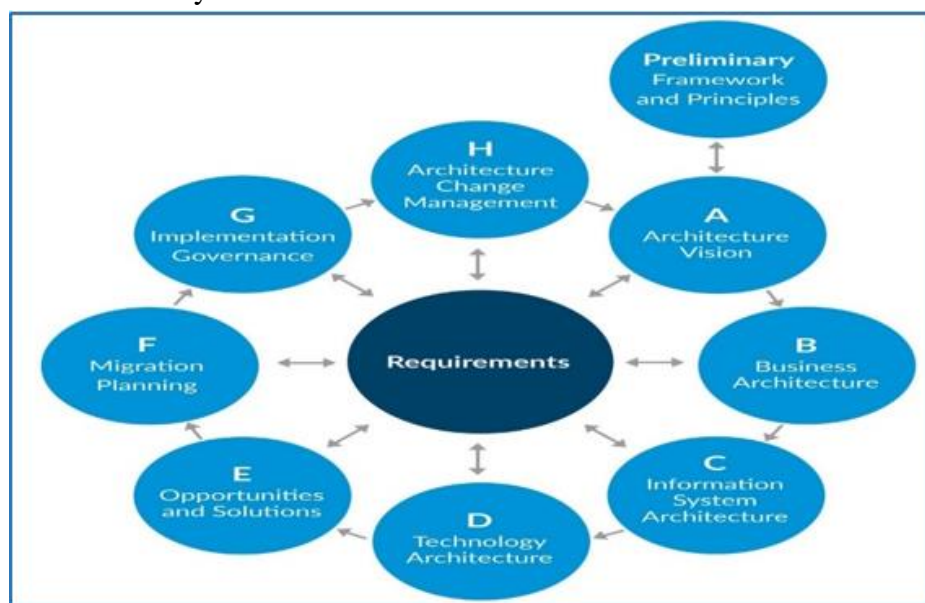 Preliminary
Framework
and Principles
H
Architecture
Change
Management
A
Architecture
Vision
B
Business
Architecture
C
Information
System
Architecture
D
Technology
Architecture
E
Opportunities
and Solutions
F
Migration
Planning
G
Implementation
Governance
Requirements